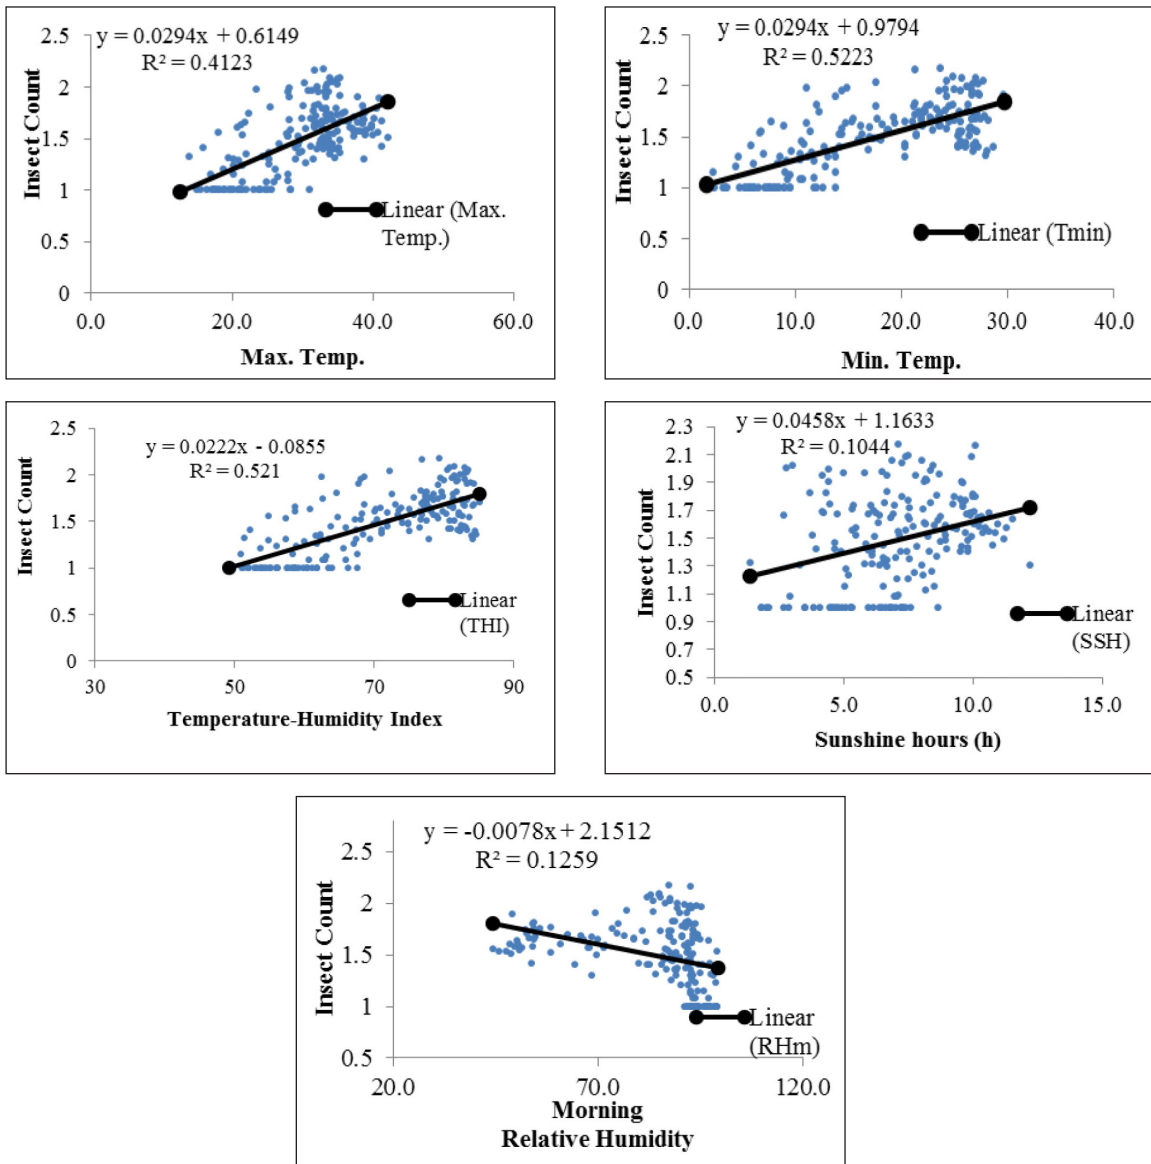 y = 0.0294x + 0.6149
R² = 0.4123
Insect Count
2.5
2
1.5
1
0.5
0
0.0 20.0 40.0 60.0
Max. Temp.
Linear (Max.
Temp.)
y = 0.0294x + 0.9794
R² = 0.5223
Insect Count
2.5
2
1.5
1
0.5
0
0.0 10.0 20.0 30.0 40.0
Min. Temp.
Linear (Tmin)
y = 0.0222x - 0.0855
R² = 0.521
Insect Count
2.5
2
1.5
1
0.5
0
30 50 70 90
Temperature-Humidity Index
Linear
(THI)
y = 0.0458x + 1.1633
R² = 0.1044
Insect Count
2.3
2.1
1.9
1.7
1.5
1.3
1.1
0.9
0.7
0.5
0.0 5.0 10.0 15.0
Sunshine hours (h)
Linear
(SSH)
y = -0.0078x + 2.1512
R² = 0.1259
Insect Count
2.5
2
1.5
1
0.5
20.0 70.0 120.0
Morning
Relative Humidity
Linear
(RHm)